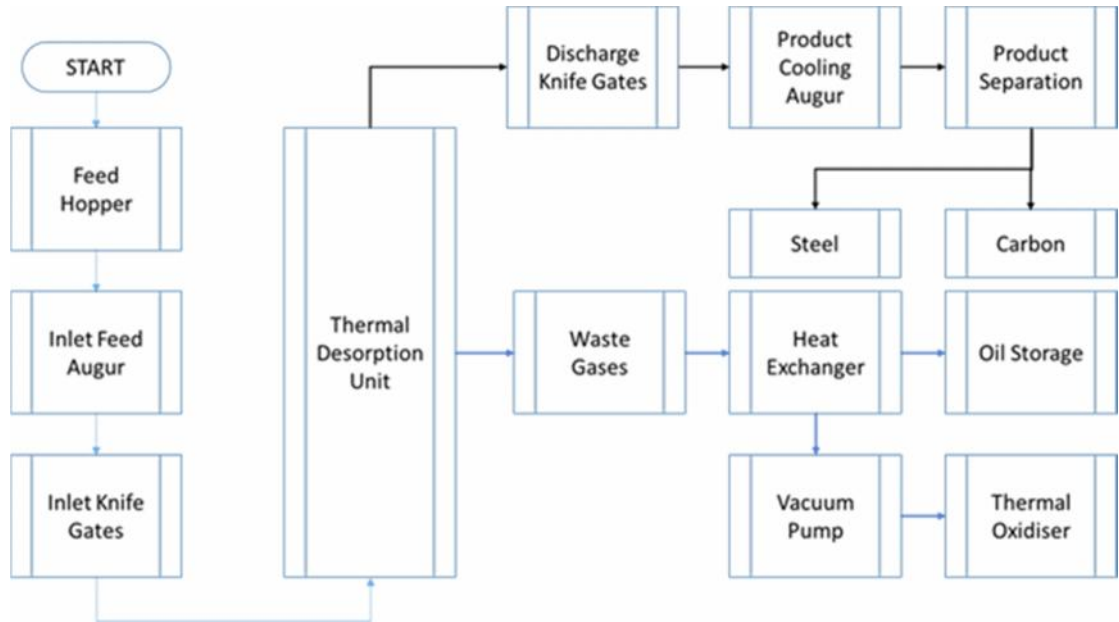 START
Feed
Hopper
Inlet Feed
Augur
Inlet Knife
Gates
Thermal
Desorption
Unit
Discharge
Knife Gates
Product
Cooling
Augur
Product
Separation
Steel
Carbon
Waste
Gases
Heat
Exchanger
Oil Storage
Vacuum
Pump
Thermal
Oxidiser